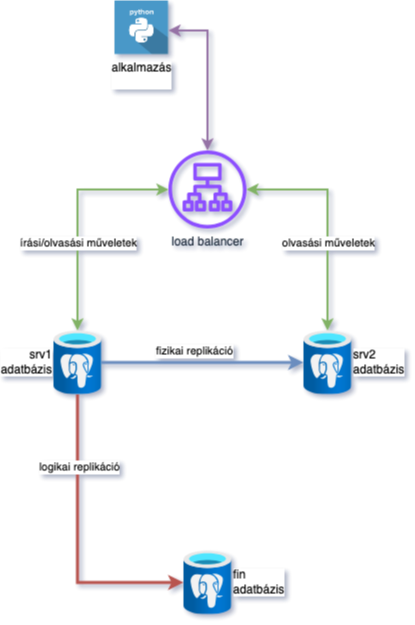 python
alkalmazás
load balancer
írási/olvasási műveletek
olvasási műveletek
srv1
adatbázis
fizikai replikáció
srv2
adatbázis
logikai replikáció
fin
adatbázis